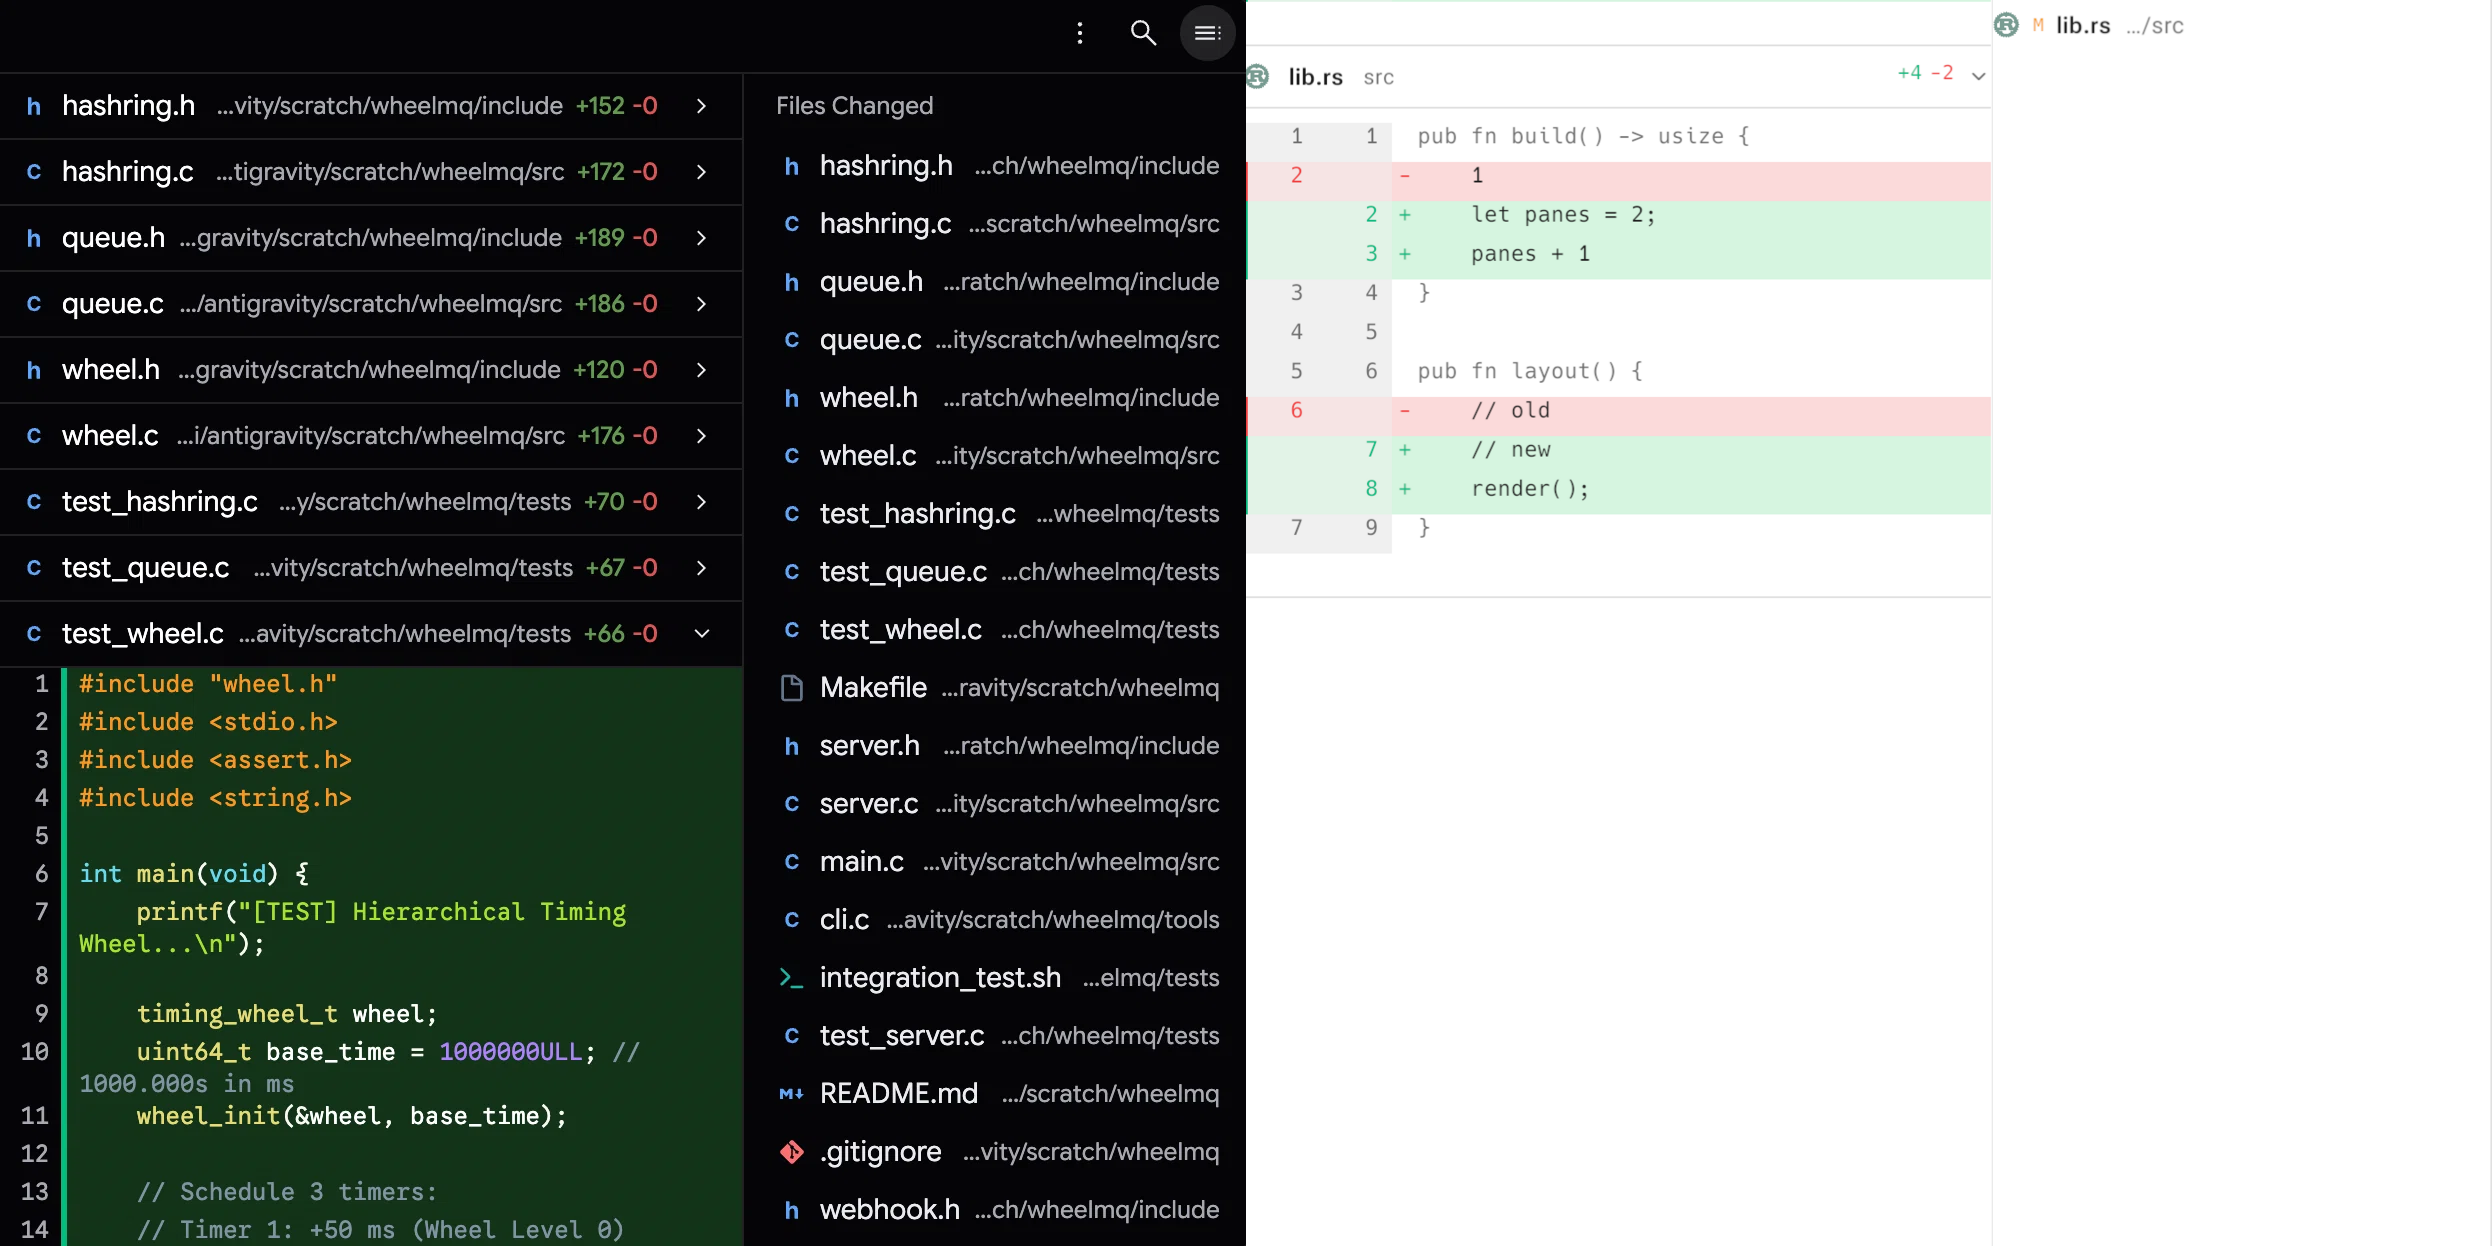 h hashring.h ...vity/scratch/wheelmq/include +152 -0
C hashring.c ...tigravity/scratch/wheelmq/src +172 -0
h queue.h ...gravity/scratch/wheelmq/include +189 -0
C queue.c .../antigravity/scratch/wheelmq/src +186 -0
h wheel.h ...gravity/scratch/wheelmq/include +120 -0
C wheel.c ...i/antigravity/scratch/wheelmq/src +176 -0
C test_hashring.c ...y/scratch/wheelmq/tests +70 -0
C test_queue.c ...vity/scratch/wheelmq/tests +67 -0
C test_wheel.c ...avity/scratch/wheelmq/tests +66 -0
1 #include "wheel.h"
2 #include <stdio.h>
3 #include <assert.h>
4 #include <string.h>
5
6 int main(void) {
7     printf("[TEST] Hierarchical Timing
Wheel...\n");
8
9     timing_wheel_t wheel;
10     uint64_t base_time = 1000000ULL; //
1000.000s in ms
11     wheel_init(&wheel, base_time);
12
13     // Schedule 3 timers:
14     // Timer 1: +50 ms (Wheel Level 0)
Files Changed
h hashring.h ...ch/wheelmq/include
C hashring.c ...scratch/wheelmq/src
h queue.h ...ratch/wheelmq/include
C queue.c ...ity/scratch/wheelmq/src
h wheel.h ...ratch/wheelmq/include
C wheel.c ...ity/scratch/wheelmq/src
C test_hashring.c ...wheelmq/tests
C test_queue.c ...ch/wheelmq/tests
C test_wheel.c ...ch/wheelmq/tests
Makefile ...ravity/scratch/wheelmq
h server.h ...ratch/wheelmq/include
C server.c ...ity/scratch/wheelmq/src
C main.c ...vity/scratch/wheelmq/src
C cli.c ...avity/scratch/wheelmq/tools
integration_test.sh ...elmq/tests
C test_server.c ...ch/wheelmq/tests
M↓ README.md .../scratch/wheelmq
.gitignore ...vity/scratch/wheelmq
h webhook.h ...ch/wheelmq/include
R lib.rs src +4 -2
1 1 pub fn build() -> usize {
2 -     1
2 +     let panes = 2;
3 +     panes + 1
3 4 }
4 5
5 6 pub fn layout() {
6 -     // old
7 +     // new
8 +     render();
7 9 }
R M lib.rs .../src